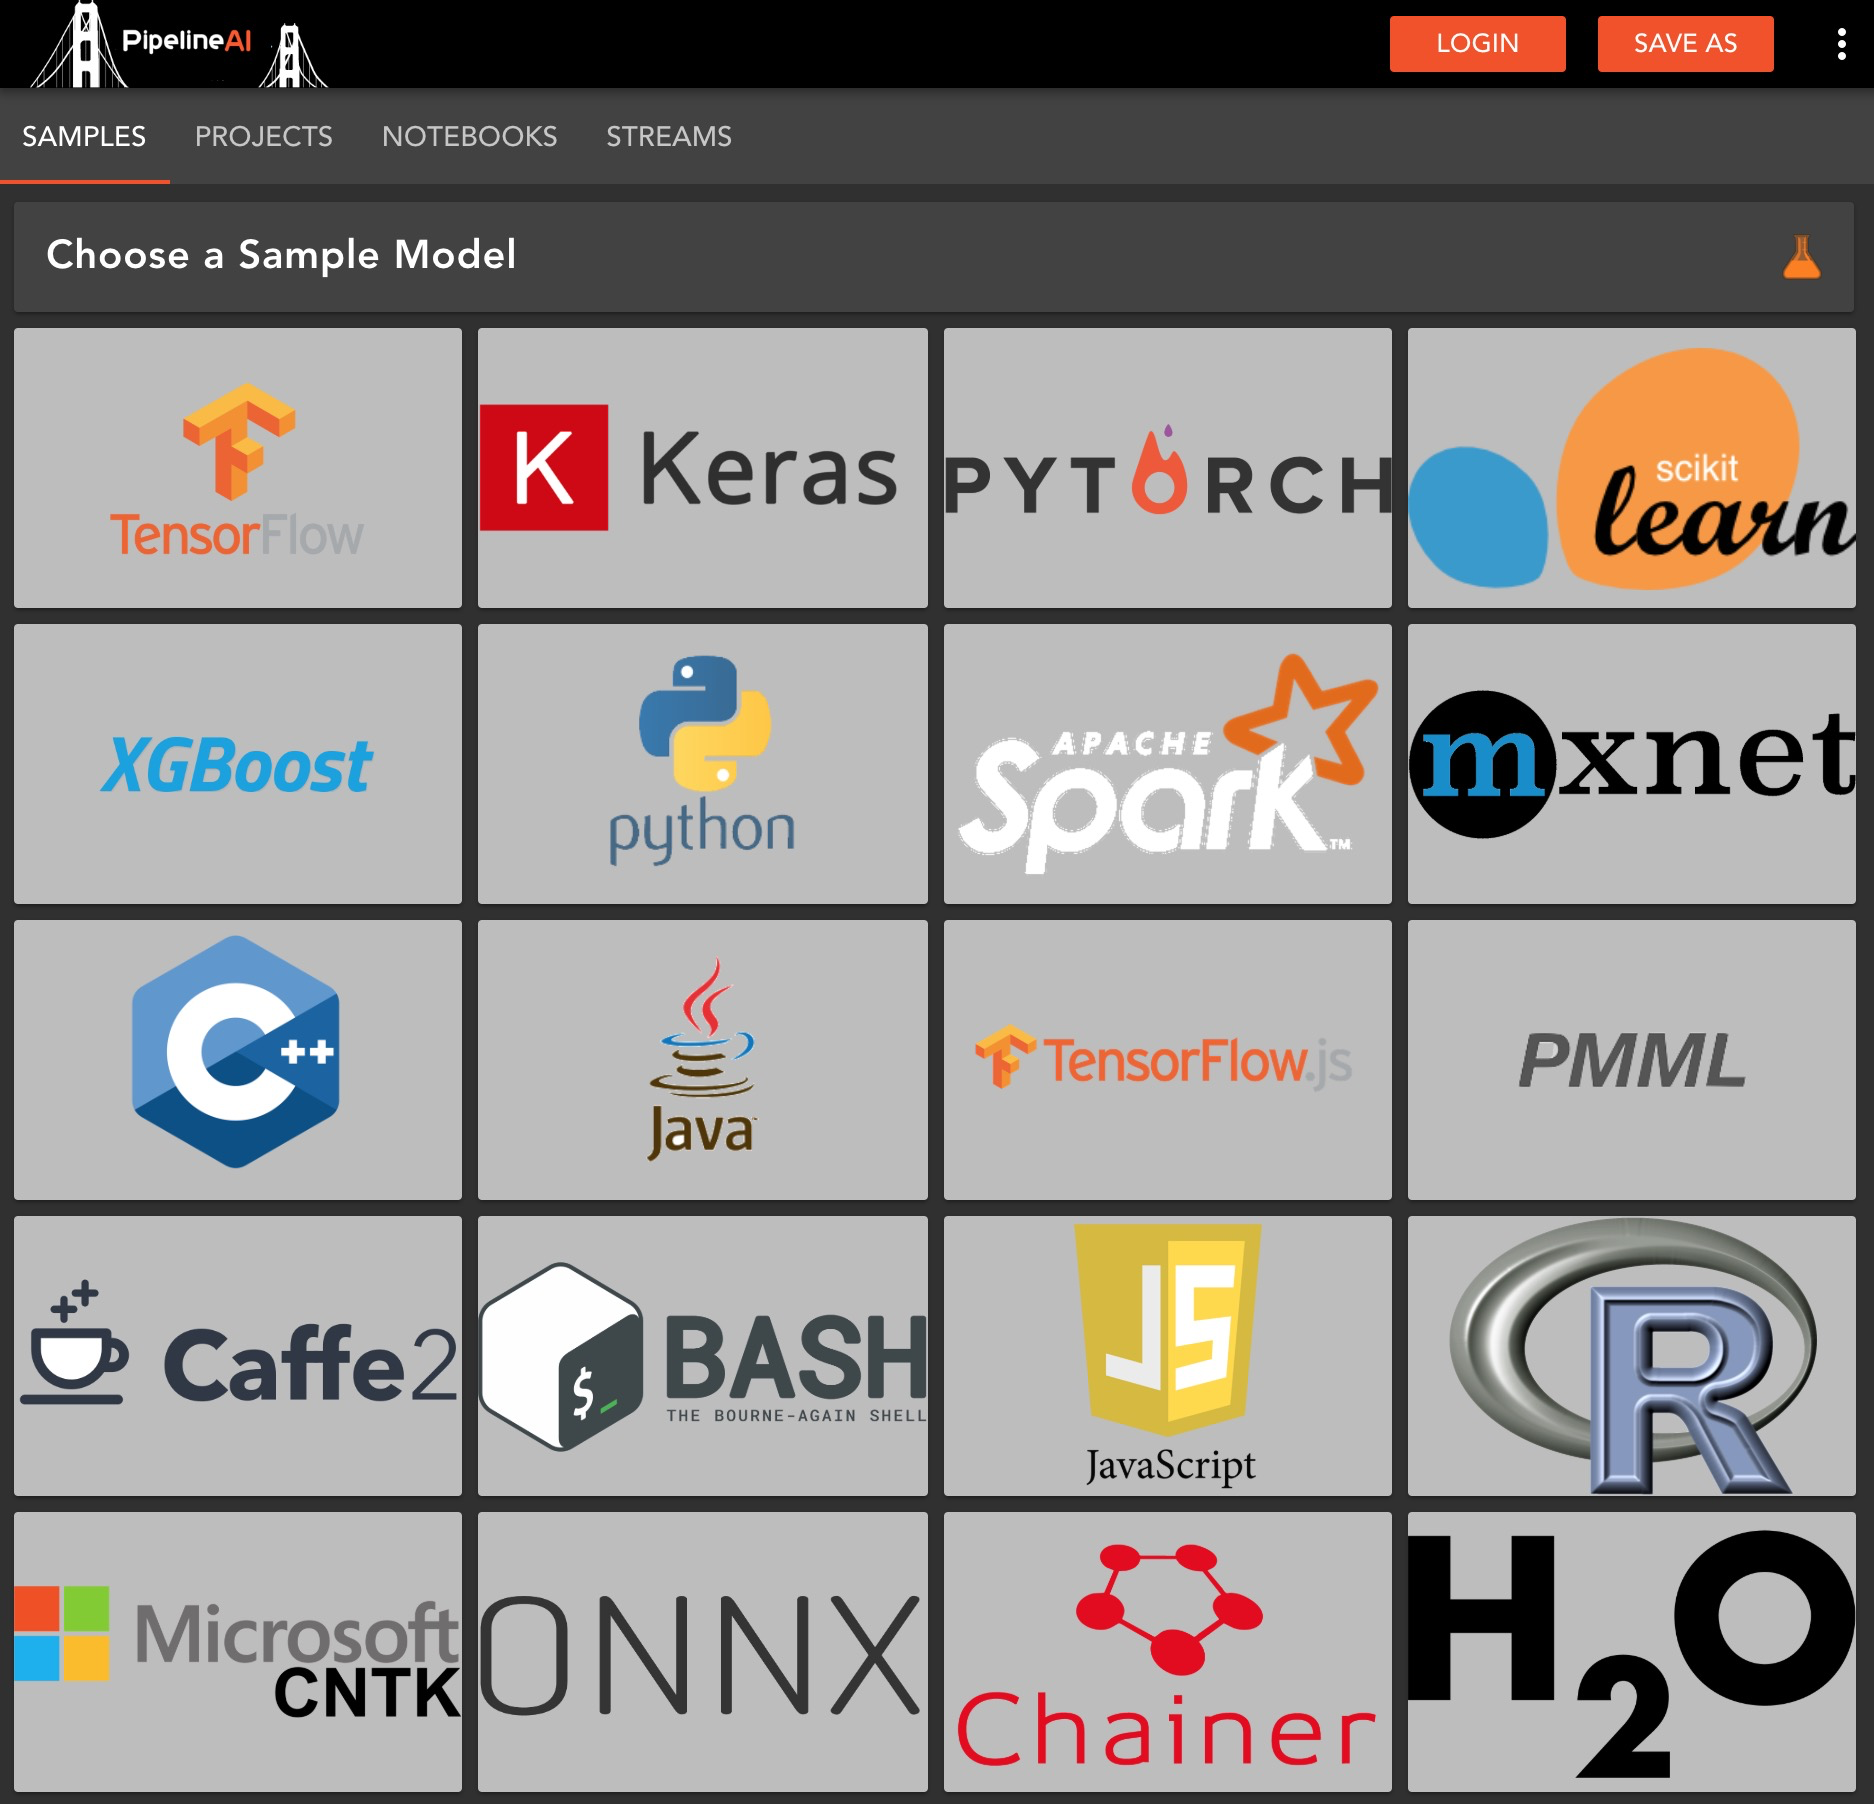 PipelineAI
LOGIN
SAVE AS
SAMPLES
PROJECTS
NOTEBOOKS
STREAMS
Choose a Sample Model
TensorFlow
K Keras
PYTORCH
scikit
learn
XGBoost
python
APACHE
Spark™
mxnet
C++
Java
TensorFlow.js
PMML
Caffe2
$_
BASH
THE BOURNE-AGAIN SHELL
JS
JavaScript
R
Microsoft
CNTK
ONNX
Chainer
H2O